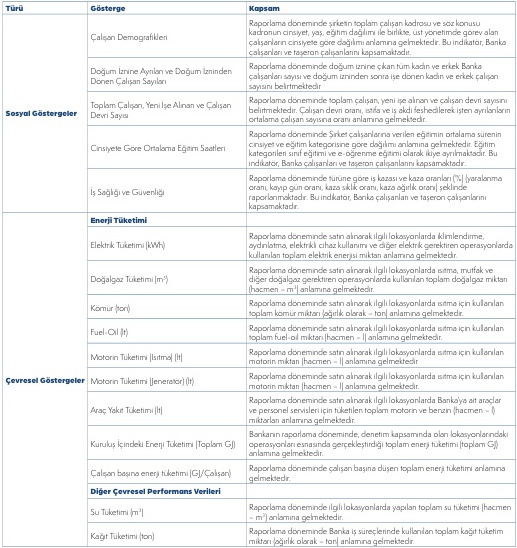 Türü Gösterge Kapsam
Sosyal Göstergeler
Çalışan Demografikleri
Raporlama döneminde şirketin toplam çalışan kadrosu ve söz konusu
kadronun cinsiyet, yaş, eğitim dağılımı ile birlikte, üst yönetimde görev alan
çalışanların cinsiyete göre dağılımı anlamına gelmektedir. Bu indikatör, Banka
çalışanları ve taşeron çalışanlarını kapsamaktadır.
Doğum İznine Ayrılan ve Doğum İzninden
Dönen Çalışan Sayıları
Raporlama döneminde doğum iznine çıkan tüm kadın ve erkek Banka
çalışanları sayısı ve doğum izninden sonra işe dönen kadın ve erkek çalışan
sayısını belirtmektedir
Toplam Çalışan, Yeni İşe Alınan ve Çalışan
Devri Sayısı
Raporlama döneminde toplam çalışan, yeni işe alınan ve çalışan devri sayısını
belirtmektedir. Çalışan devri oranı, istifa ve iş akdi feshedilerek işten ayrılanların
ortalama çalışan sayısına oranı anlamına gelmektedir.
Cinsiyete Göre Ortalama Eğitim Saatleri
Raporlama döneminde Şirket çalışanlarına verilen eğitimin ortalama sürenin
cinsiyet ve eğitim kategorisine göre dağılımı anlamına gelmektedir. Eğitim
kategorileri sınıf eğitimi ve e-öğrenme eğitimi olarak ikiye ayrılmaktadır. Bu
indikatör, Banka çalışanları ve taşeron çalışanlarını kapsamaktadır.
İş Sağlığı ve Güvenliği
Raporlama döneminde türüne göre iş kazası ve kaza oranları (%) (yaralanma
oranı, kayıp gün oranı, kaza sıklık oranı, kaza ağırlık oranı) şeklinde
raporlanmaktadır. Bu indikatör, Banka çalışanları ve taşeron çalışanlarını
kapsamaktadır.
Çevresel Göstergeler
Enerji Tüketimi
Elektrik Tüketimi (kWh)
Raporlama döneminde satın alınarak ilgili lokasyonlarda iklimlendirme,
aydınlatma, elektrikli cihaz kullanımı ve diğer elektrik gerektiren operasyonlarda
kullanılan toplam elektrik enerjisi miktarı anlamına gelmektedir.
Doğalgaz Tüketimi (m³)
Raporlama döneminde satın alınarak ilgili lokasyonlarda ısıtma, mutfak ve
diğer doğalgaz gerektiren operasyonlarda kullanılan toplam doğalgaz miktarı
(hacmen – m³) anlamına gelmektedir.
Kömür (ton)
Raporlama döneminde satın alınarak ilgili lokasyonlarda ısıtma için kullanılan
toplam kömür miktarı (ağırlık olarak – ton) anlamına gelmektedir.
Fuel-Oil (lt)
Raporlama döneminde satın alınarak ilgili lokasyonlarda ısıtma için kullanılan
toplam fuel-oil miktarı (hacmen – l) anlamına gelmektedir.
Motorin Tüketimi (Isıtma) (lt)
Raporlama döneminde satın alınarak ilgili lokasyonlarda ısıtma için kullanılan
motorin miktarı (hacmen – l) anlamına gelmektedir
Motorin Tüketimi (Jeneratör) (lt)
Raporlama döneminde satın alınarak ilgili lokasyonlarda ısıtma için kullanılan
motorin miktarı (hacmen – l) anlamına gelmektedir.
Araç Yakıt Tüketimi (lt)
Raporlama döneminde satın alınarak ilgili lokasyonlarda Banka'ya ait araçlar
ve personel servisleri için tüketilen toplam motorin ve benzin (hacmen – l)
miktarları anlamına gelmektedir.
Kuruluş İçindeki Enerji Tüketimi (Toplam GJ)
Bankanın raporlama döneminde, denetim kapsamında olan lokasyonlarındaki
operasyonları esnasında gerçekleştirdiği toplam enerji tüketimi (toplam GJ)
anlamına gelmektedir.
Çalışan başına enerji tüketimi (GJ/Çalışan)
Raporlama döneminde çalışan başına düşen toplam enerji tüketimi anlamına
gelmektedir.
Diğer Çevresel Performans Verileri
Su Tüketimi (m³)
Raporlama döneminde ilgili lokasyonlarda yapılan toplam su tüketimi (hacmen
– m³) anlamına gelmektedir.
Kağıt Tüketimi (ton)
Raporlama döneminde Banka iş süreçlerinde kullanılan toplam kağıt tüketim
miktarı (ağırlık olarak – ton) anlamına gelmektedir.